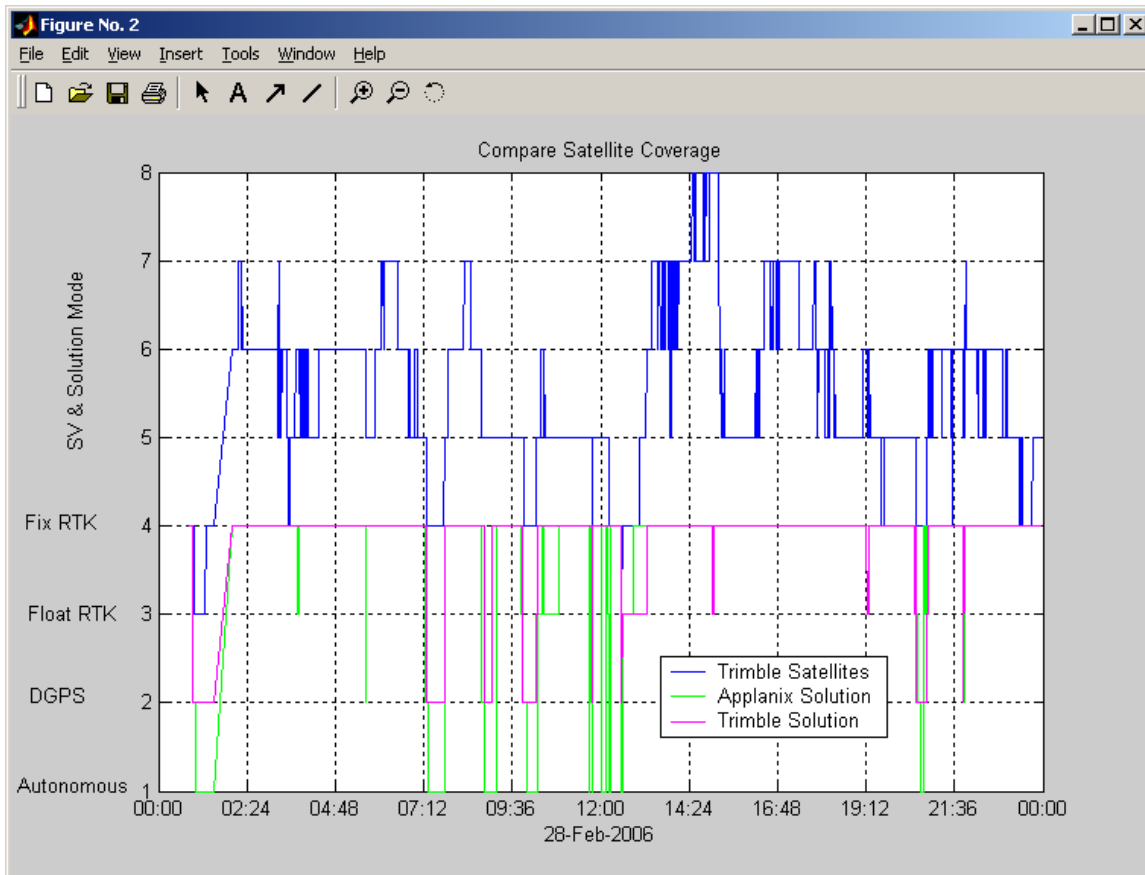 Figure No. 2
File Edit View Insert Tools Window Help
A
Compare Satellite Coverage
SV & Solution Mode
8
7
6
5
Fix RTK 4
Float RTK 3
DGPS 2
Autonomous 1
Trimble Satellites
Applanix Solution
Trimble Solution
00:00 02:24 04:48 07:12 09:36 12:00 14:24 16:48 19:12 21:36 00:00
28-Feb-2006